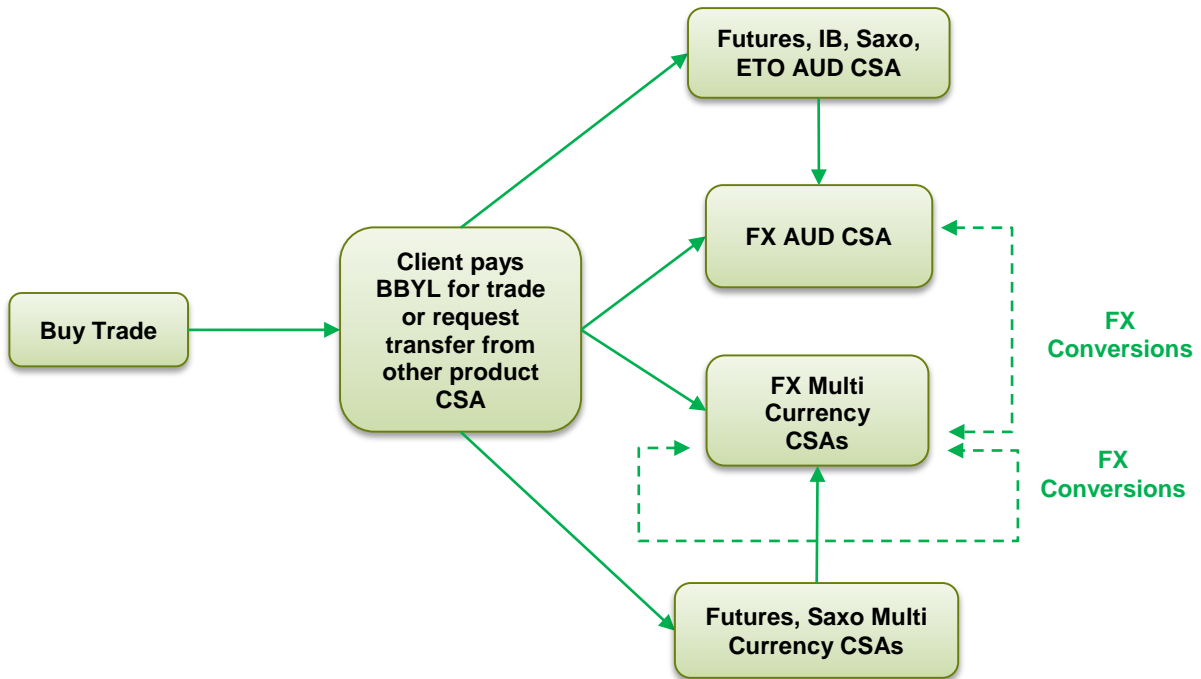 Futures, IB, Saxo,
ETO AUD CSA
FX AUD CSA
Client pays
BBYL for trade
or request
transfer from
other product
CSA
Buy Trade
FX
Conversions
FX Multi
Currency
CSAs
FX
Conversions
Futures, Saxo Multi
Currency CSAs